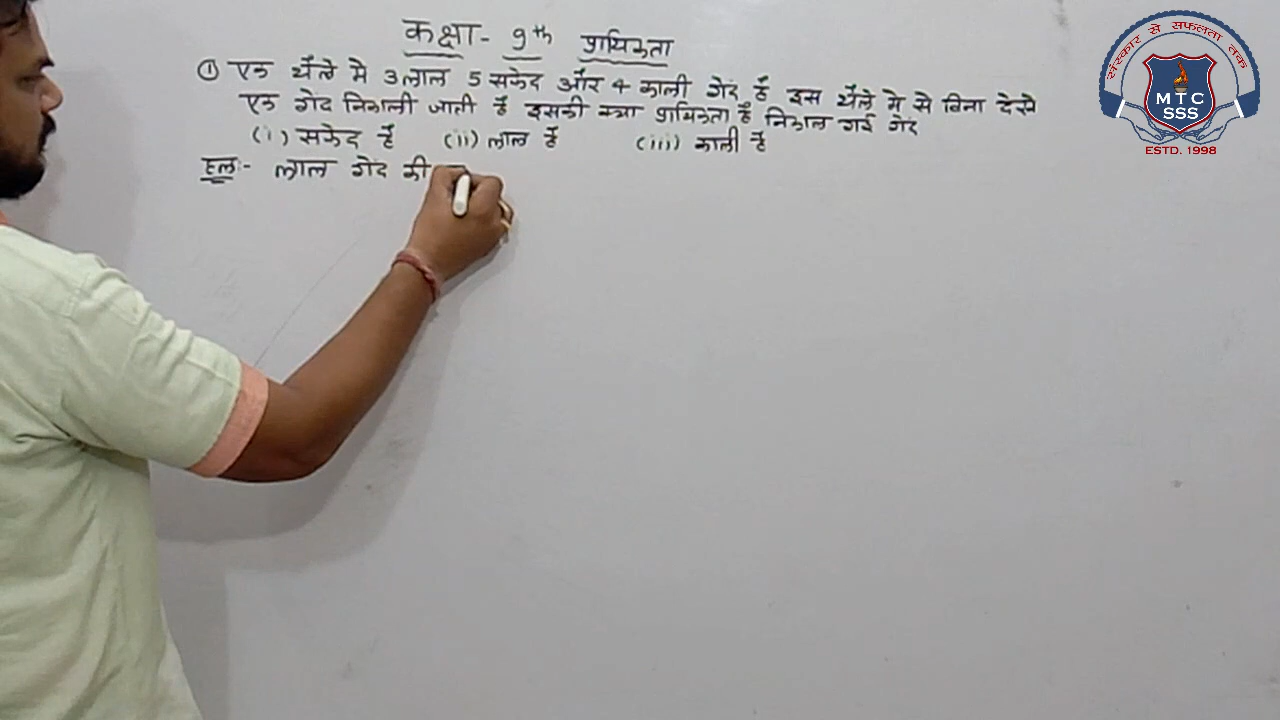 कक्षा- 9th प्रायिकता
① एक थैले मे 3 लाल 5 सफेद और 4 काली गेंद है इस थैले मे से बिना देखे
एक गेंद निकाली जाती है इसकी क्या प्रायिकता है निकाल गई गेंद
(i) सफेद है (ii) लाल है (iii) काली है
हल:- लाल गेंद की
संस्कार से सफलता तक
MTC
SSS
ESTD. 1998